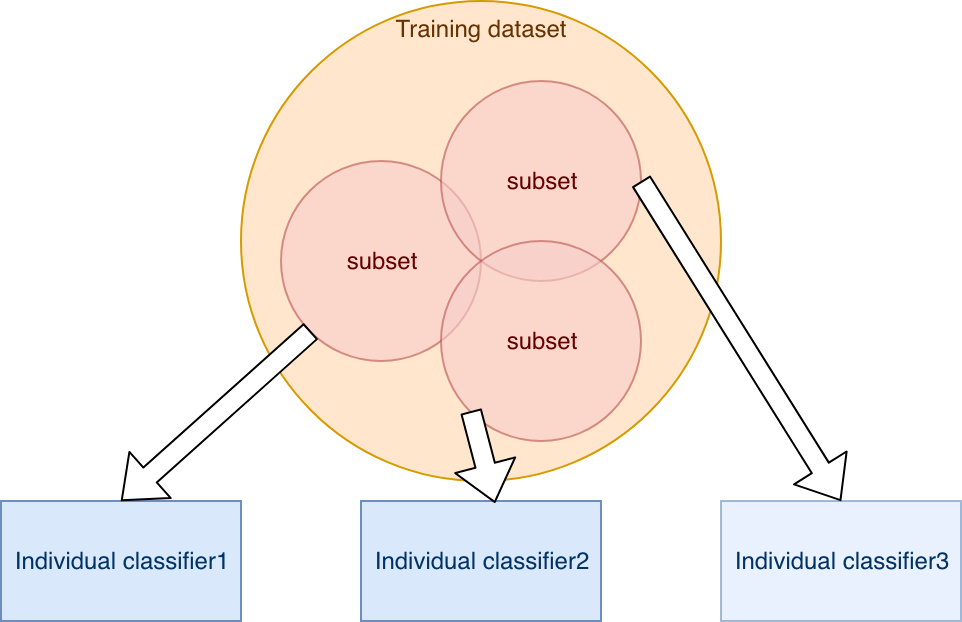 Training dataset
subset
subset
subset
Individual classifier1
Individual classifier2
Individual classifier3